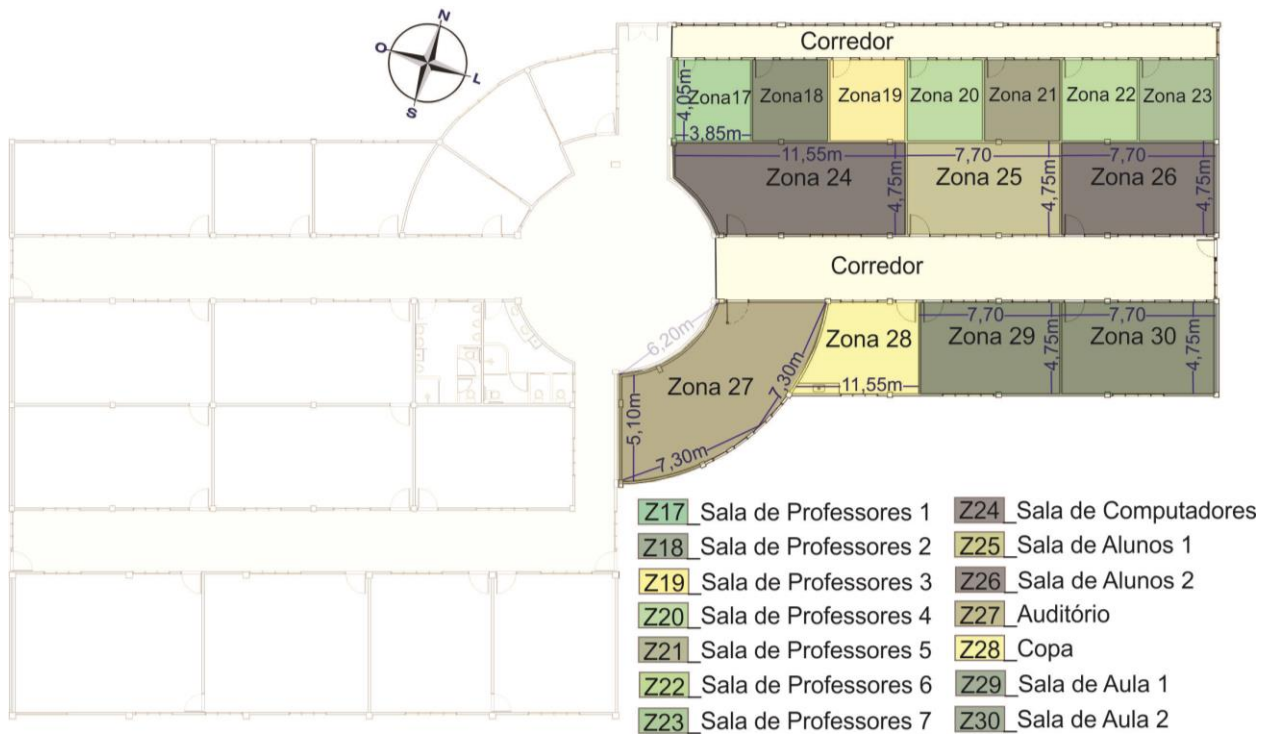 N
O
L
S
Corredor
4,05m
Zona17
Zona18
Zona19
Zona 20
Zona 21
Zona 22
Zona 23
3,85m
11,55m
7,70
7,70
Zona 24
4,75m
Zona 25
4,75m
Zona 26
4,75m
Corredor
6,20m
Zona 27
7,30m
5,10m
7,30m
Zona 28
11,55m
7,70
Zona 29
4,75m
7,70
Zona 30
4,75m
Z17_Sala de Professores 1
Z18_Sala de Professores 2
Z19_Sala de Professores 3
Z20_Sala de Professores 4
Z21_Sala de Professores 5
Z22_Sala de Professores 6
Z23_Sala de Professores 7
Z24_Sala de Computadores
Z25_Sala de Alunos 1
Z26_Sala de Alunos 2
Z27_Auditório
Z28_Copa
Z29_Sala de Aula 1
Z30_Sala de Aula 2